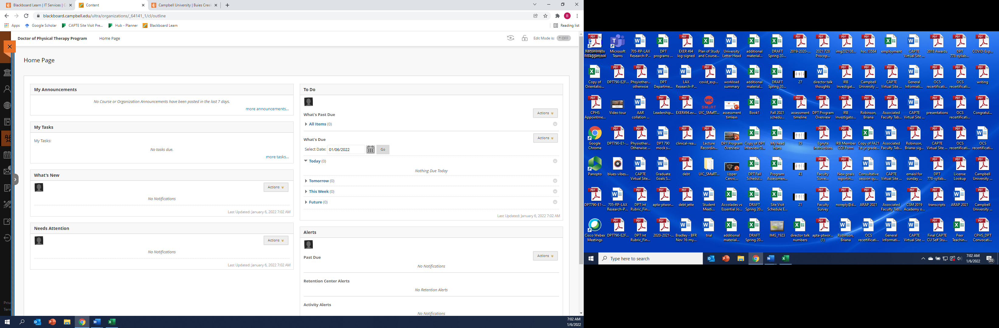 Blackboard Learn | IT Services | C
Content
Campbell University | Buies Cree
blackboard.campbell.edu/ultra/organizations/_64141_1/cl/outline
B
Apps
Google Scholar
CAPTE Site Visit Pre...
Hub - Planner
Blackboard Learn
Reading list
Doctor of Physical Therapy Program
Home Page
Edit Mode is:
OFF
Home Page
My Announcements
No Course or Organization Announcements have been posted in the last 7 days.
more announcements...
My Tasks
My Tasks:
No tasks due.
more tasks...
What's New
Actions
No Notifications
Last Updated: January 6, 2022 7:02 AM
Needs Attention
Actions
No Notifications
Last Updated: January 6, 2022 7:02 AM
To Do
What's Past Due
Actions
All Items (0)
What's Due
Actions
Select Date: 01/06/2022
Go
Today (0)
Nothing Due Today
Tomorrow (0)
This Week (0)
Future (0)
Last Updated: January 6, 2022 7:02 AM
Alerts
Actions
Past Due
No Notifications
Retention Center Alerts
No Retention Alerts
Activity Alerts
No Notifications
Priva
Term
7:02 AM
1/6/2022
Microsoft
Teams
705-RP-LAX
Research-P...
DPT
programs ...
EXER 494
log-signed
Plan of Study
and Course...
University
Letter Head
additional
material...
DRAFT
Spring 20...
2019-2020-...
2021 728
Procop...
img202108...
hsc.13584
employment
CAPTE
Virtual Site ...
2018 Awards
DPT
778-syllab...
COVID-Exp...
Copy of
Orientatio...
DPT790-E2F...
Phsyiother...
otherwsie
DPT
Departme...
LAX
Research-P...
covid_exp...
workload
summary
additional
material...
DRAFT
Spring 20...
27
director talk
thoughts
IRB
Investigat...
Campbell
University ...
CAPTE
Virtual Site ...
General
Informati...
OCS
recertificati...
OCS
recertificati...
writing
CPHS
Appointme...
Video tour
AAR
collation ...
Leadership...
EXER494.ev...
UIC
SMaRT
UIC_SMaRT...
assessment
timlein
Book1
Fall 2021
schedu...
assessment
timeline
DPT Program
Overview
IRB
Investigato...
Robinson,
Briana
Associated
Faculty Tab...
CAPTE
Virtual Site ...
presentations
OCS
recertificati...
Congratul...
Google
Chrome
DPT790-E1-...
Physiother...
Otherwise ...
DPT 790
mock s...
clinical-rea...
Lecture
Recordin...
DPT Program
Overview
Copy of DPT
Interview D...
My head
hurts
35
Egnyte
Instructions
IRB Member
COI Form
Copy of FA21
1st yr grade...
Associated
Faculty Tab...
Robinson,
Briana-sig...
CAPTE
Virtual Site ...
OCS
recertificati...
OCS
recertificati...
Panopto
blues-vibes...
CAPTE
Virtual Site...
Graduate
Goals S...
debt
UIC_SMaRT...
Upper
Cervic...
DPT Fall
Schedul...
Program
Assessmen...
43
Faculty
Surve...
New goals
reportin...
Consultative
session qu...
CAPTE
Virtual Site ...
emaisl for
sunday ...
DPT
778-syllab...
License
Lookup
Campbell
University ...
DPT790-E1-...
705-RP-LAX
Research-P...
DPT Int
Rubric_Fin...
apta-ptwor...
debt jette
Student
Meeti...
Accolades vs
Essential Jo...
DRAFT
Spring 20...
Site Visit
Schedule E...
21
Faculty
Survey
noreply@d...
ARAP 2021
Associated
Faculty Tab...
CSM 2019
Academy o...
transcripts
ARAP 2021
Campbell
University ...
Cisco Webex
Meetings
DPT790-E2F...
DPT Int
Rubric_Fin...
2020-2021-...
Bradley - BFR
Nov 16-my...
trial
additional
material...
DRAFT
Spring 20...
IMG_1923
director talk
numbers
apta-ptwor...
(1)
Robinson,
Briana
OCS
recertificati...
General
Informati...
CAPTE
Virtual Site ...
Final CAPTE
CU Self Stu...
Peer
Teachin...
CPHS_DPT
Convocati...
Type here to search
7:02 AM
1/6/2022
20